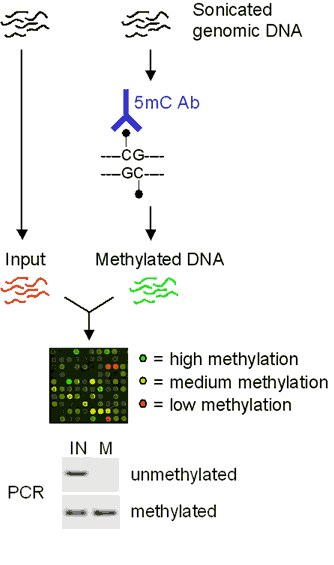 Sonicated
genomic DNA
5mC Ab
CG
GC
Input
Methylated DNA
= high methylation
= medium methylation
= low methylation
IN M
unmethylated
PCR
methylated